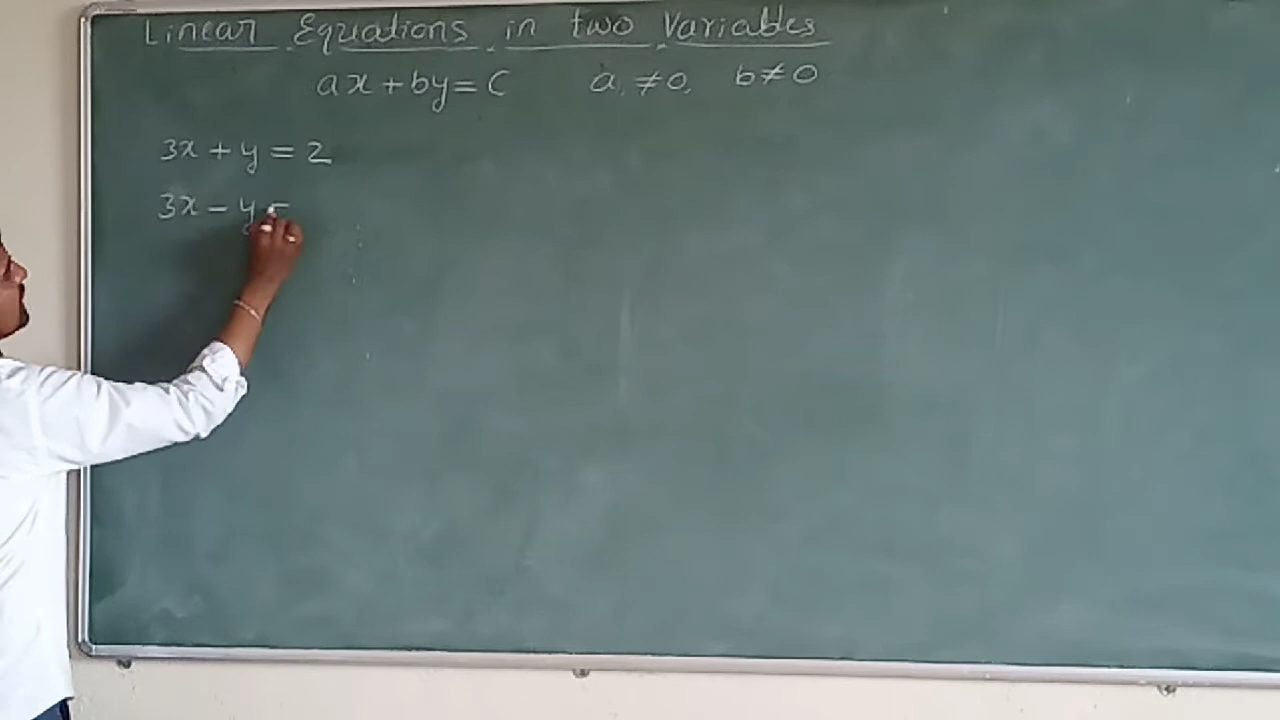 Linear Equations in two Variables
ax + by = C a ≠ 0, b ≠ 0
3x + y = 2
3x - y =